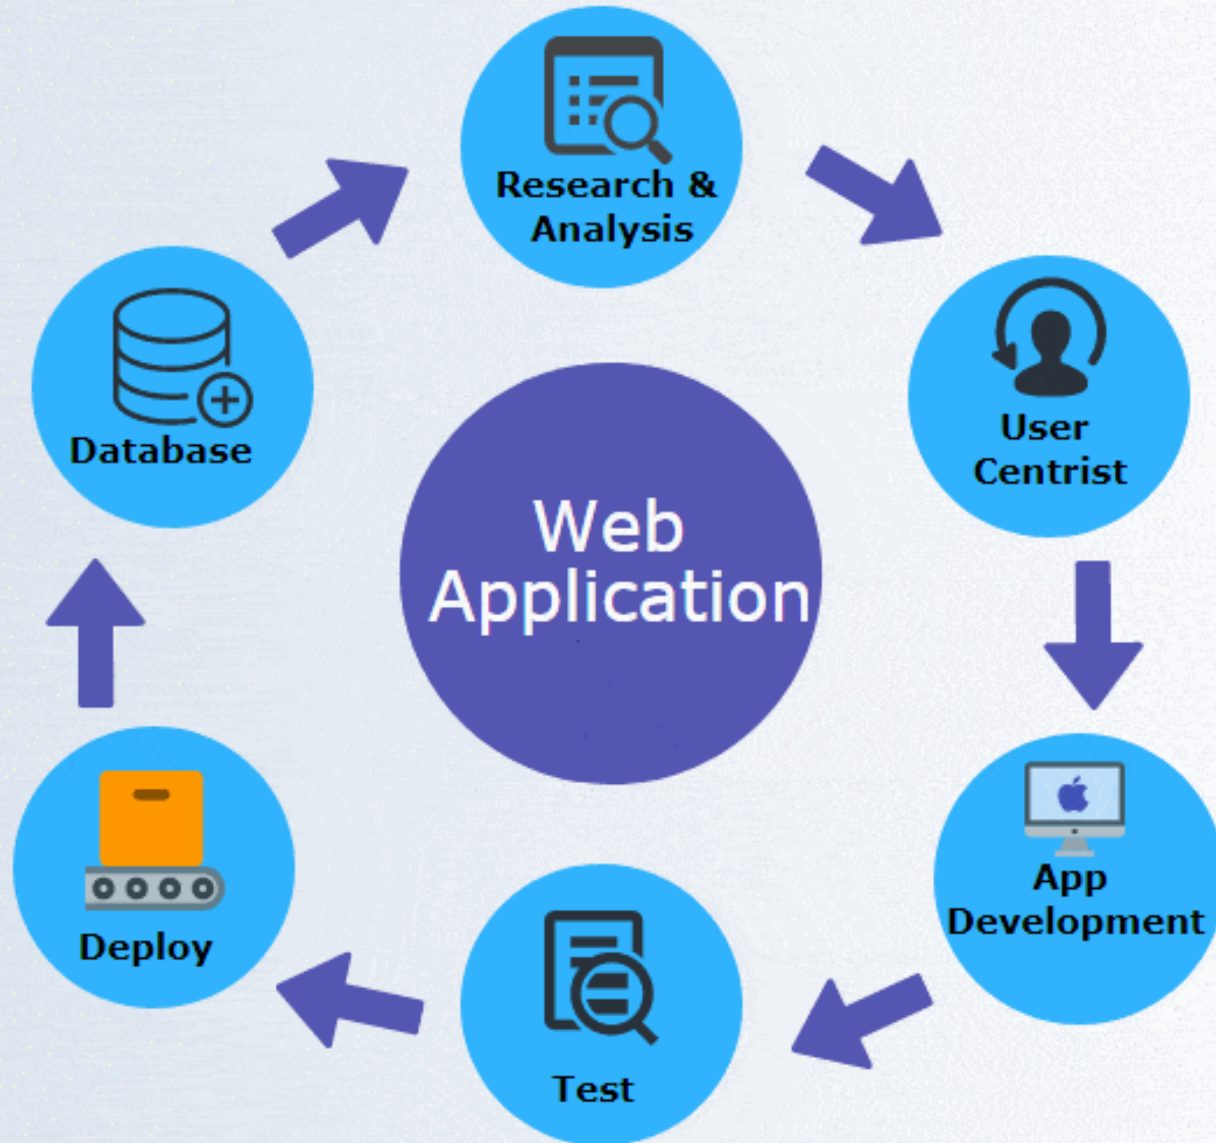 Research &
Analysis
User
Centrist
App
Development
Test
Deploy
Database
Web
Application